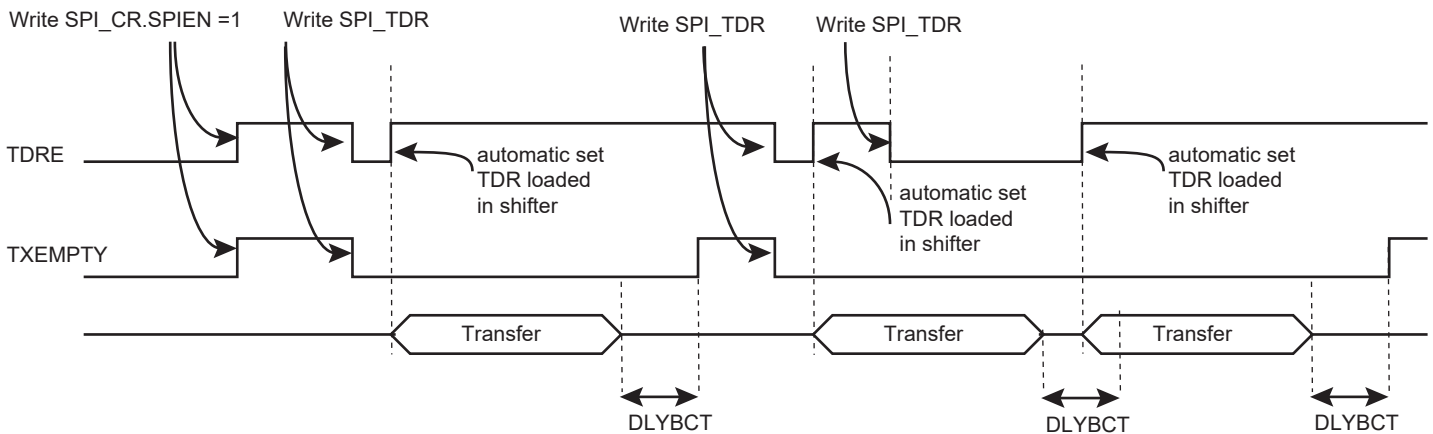 Write SPI_CR.SPIEN =1
Write SPI_TDR
Write SPI_TDR
Write SPI_TDR
TDRE
automatic set
TDR loaded
in shifter
automatic set
TDR loaded
in shifter
automatic set
TDR loaded
in shifter
TXEMPTY
Transfer
Transfer
Transfer
DLYBCT
DLYBCT
DLYBCT